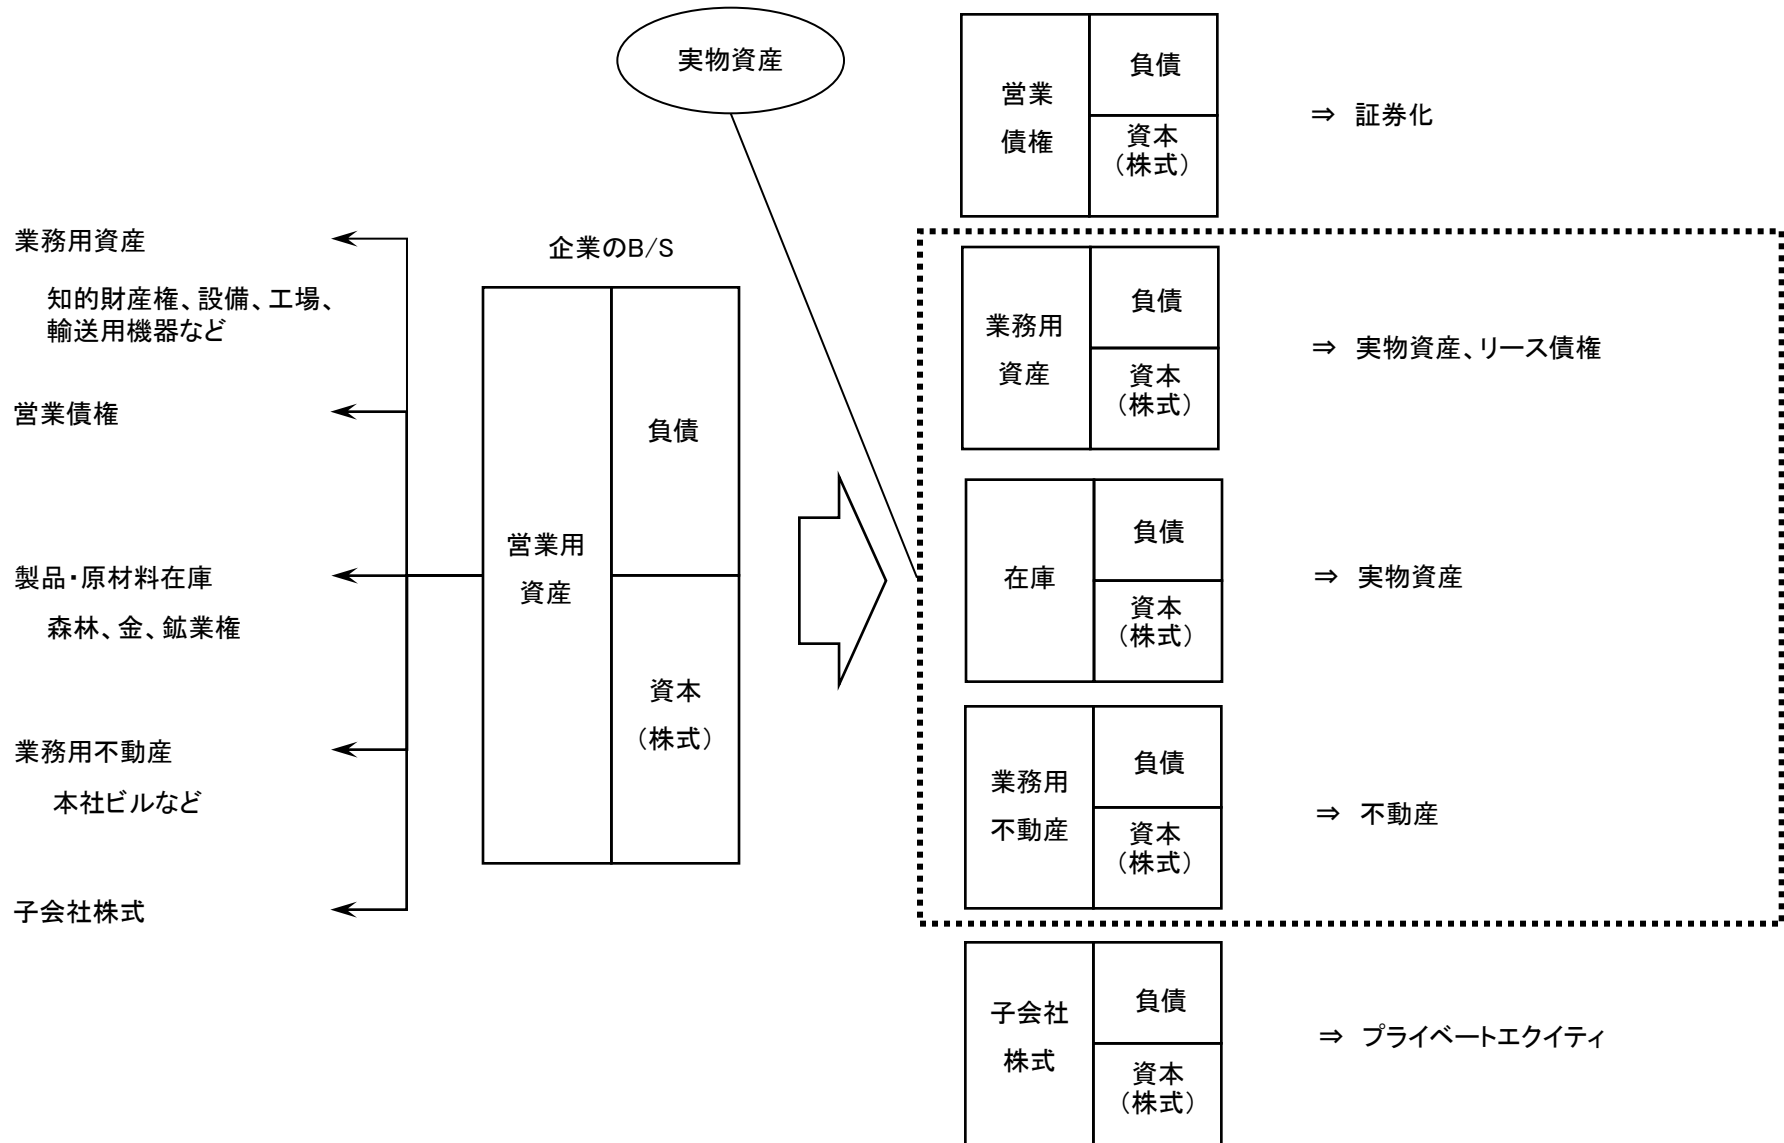 実物資産
業務用資産
知的財産権、設備、工場、
輸送用機器など
営業債権
製品・原材料在庫
森林、金、鉱業権
業務用不動産
本社ビルなど
子会社株式
企業のB/S
営業用
資産
負債
資本
（株式）
営業
債権
負債
資本
（株式）
⇒ 証券化
業務用
資産
負債
資本
（株式）
⇒ 実物資産、リース債権
在庫
負債
資本
（株式）
⇒ 実物資産
業務用
不動産
負債
資本
（株式）
⇒ 不動産
子会社
株式
負債
資本
（株式）
⇒ プライベートエクイティ